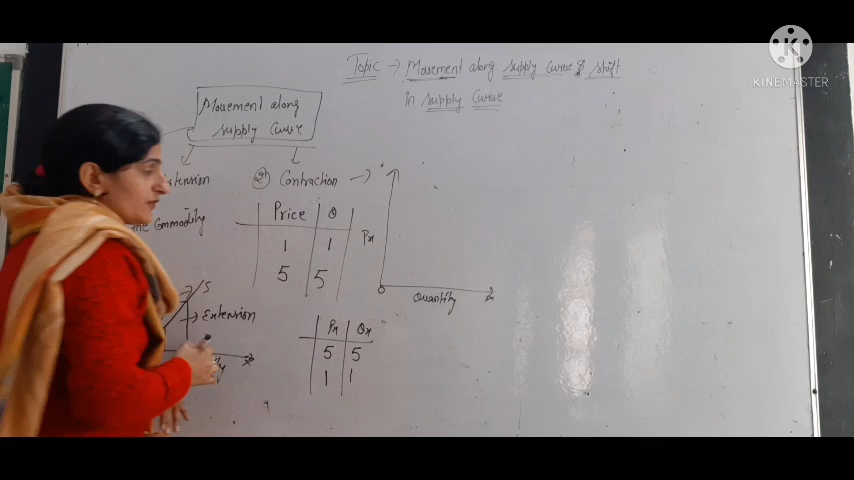 Topic → Movement along supply curve & shift
in supply curve
Movement along
supply curve
② Contraction →
the Commodity
Price Q
1 1
5 5
Px
S
→ Extension
O
Quantity
x
Px Qx
5 5
1 1
x
K
KINEMASTER